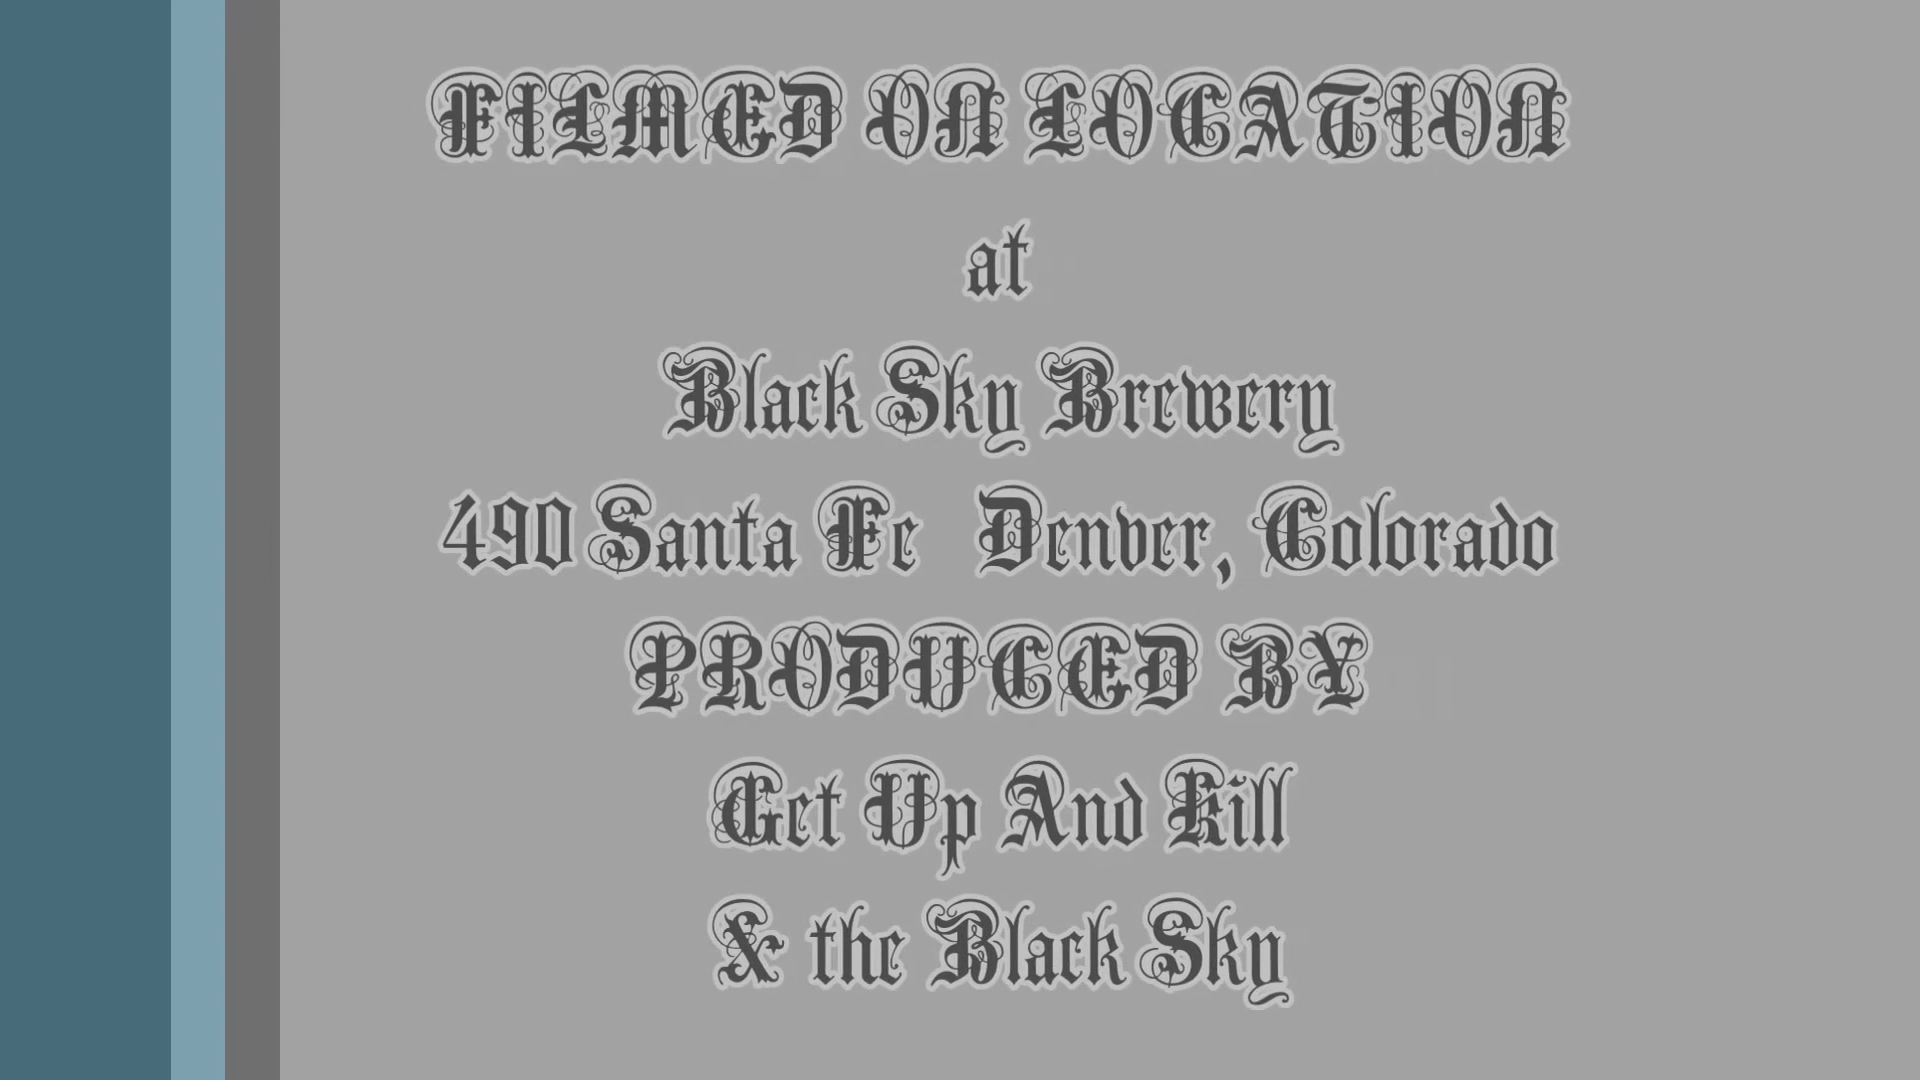 FILMED ON LOCATION
at
Black Sky Brewery
490 Santa Fe Denver, Colorado
PRODUCED BY
Get Up And Kill
& the Black Sky